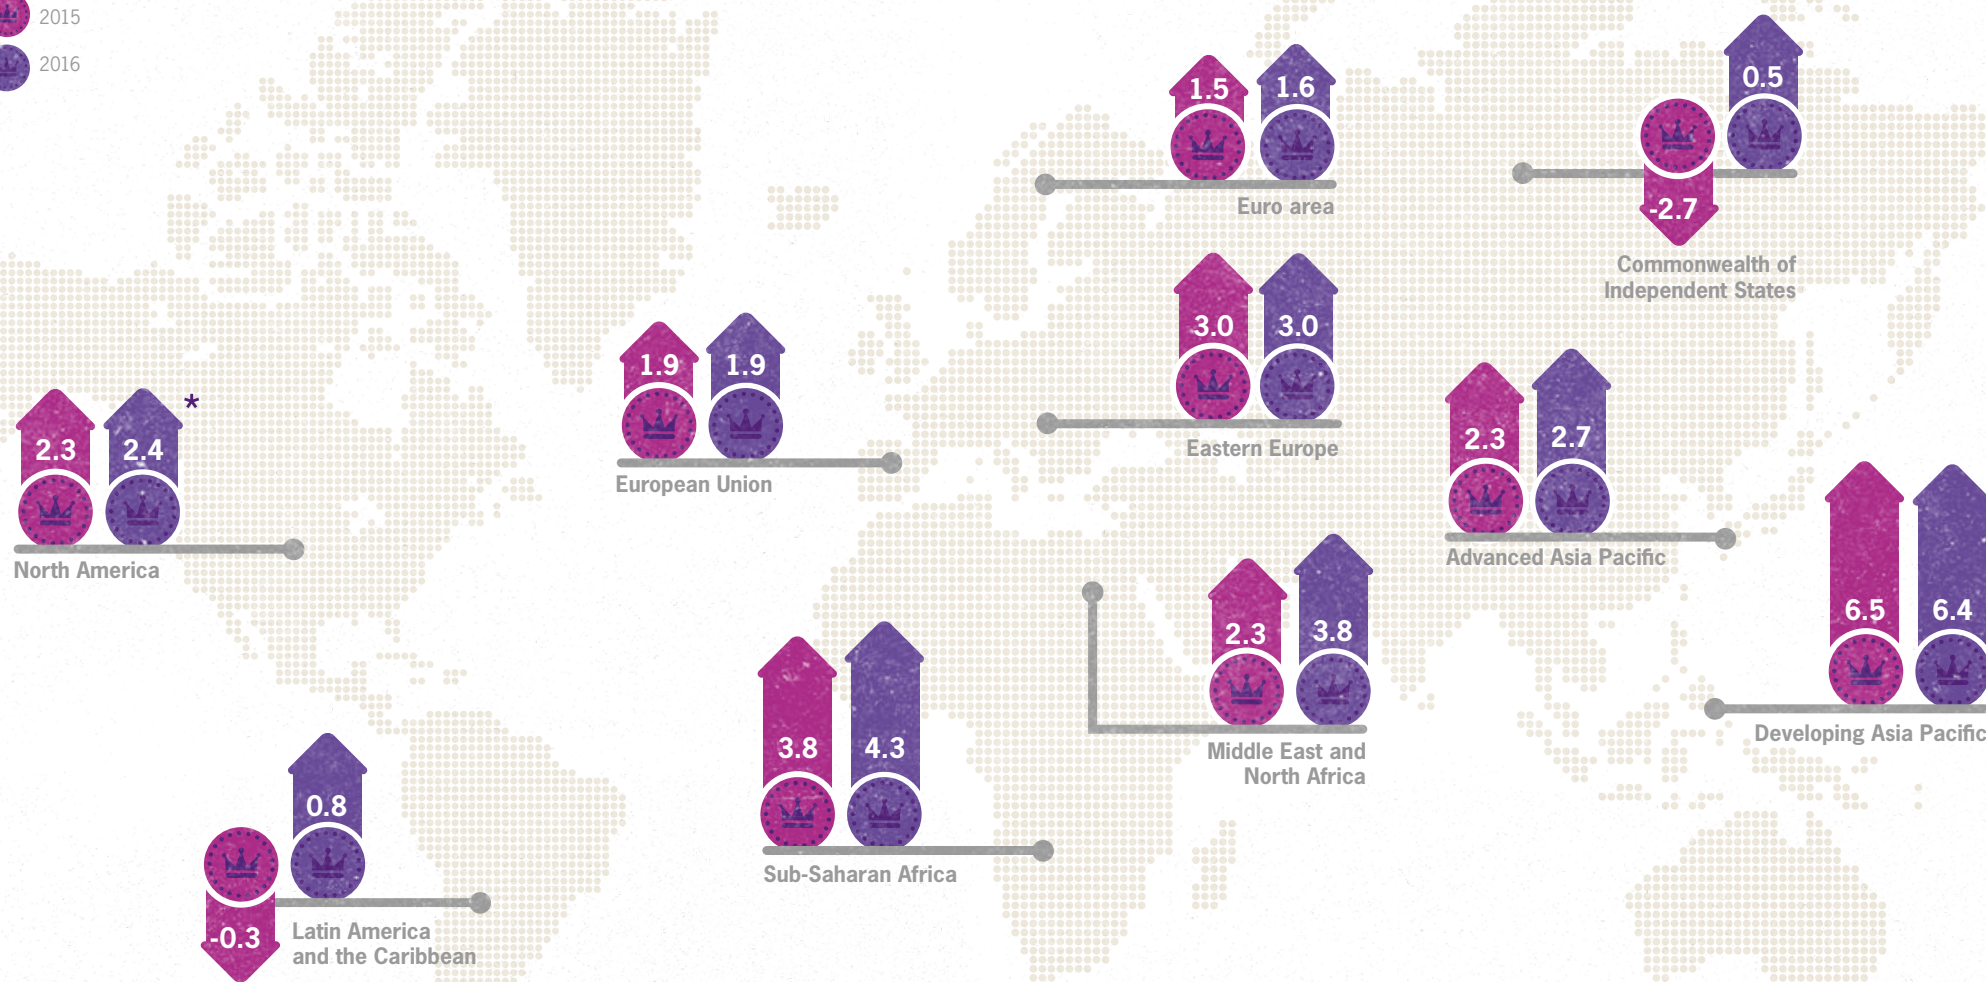 2015
2016
1.5
1.6
Euro area
0.5
-2.7
Commonwealth of
Independent States
3.0
3.0
Eastern Europe
1.9
1.9
European Union
2.3
2.4
*
North America
2.3
2.7
Advanced Asia Pacific
6.5
6.4
Developing Asia Pacific
2.3
3.8
Middle East and
North Africa
3.8
4.3
Sub-Saharan Africa
0.8
-0.3
Latin America
and the Caribbean